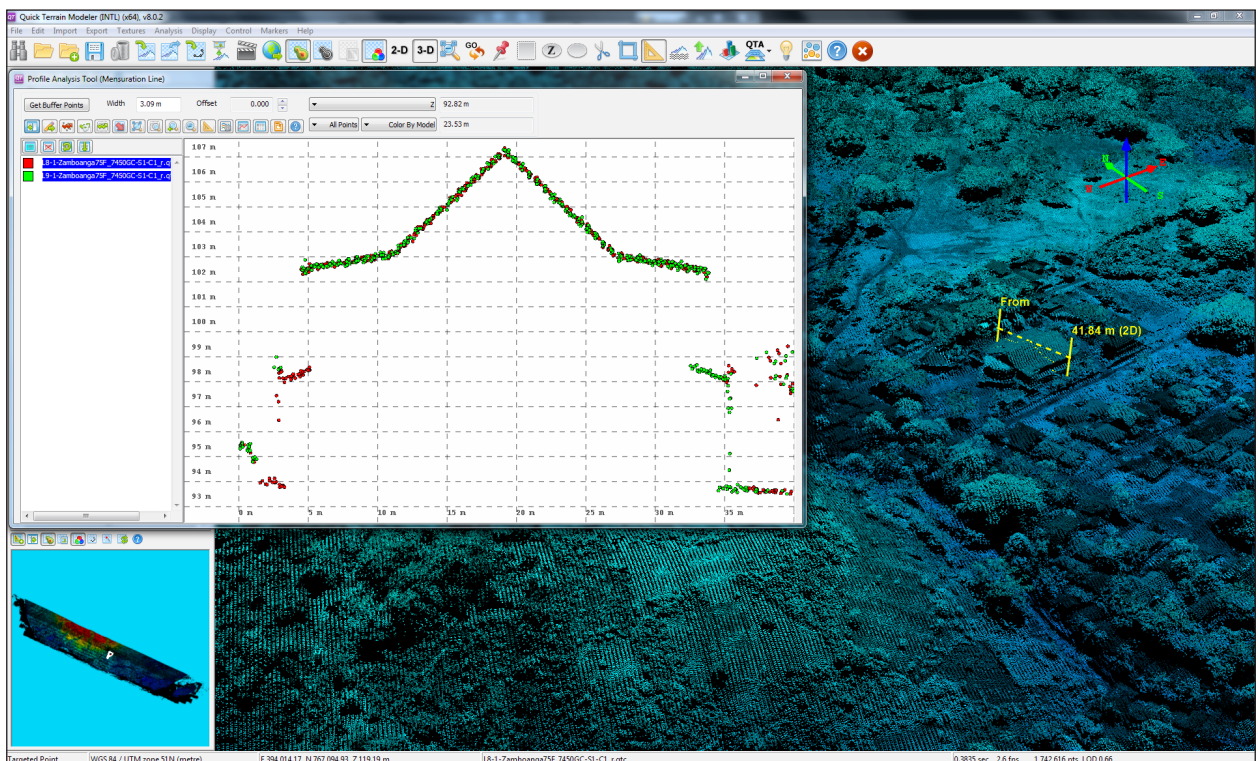 Quick Terrain Modeler (INTL) (x64), v8.0.2
File Edit Import Export Textures Analysis Display Control Markers Help
2-D 3-D GO QTA
Profile Analysis Tool (Mensuration Line)
Get Buffer Points Width 3.09 m Offset 0.000 Z 92.82 m
All Points Color By Model 23.53 m
L8-1-Zamboanga75F_7450GC-S1-C1_r.qt
L9-1-Zamboanga75F_7450GC-S1-C1_r.qt
107 m
106 m
105 m
104 m
103 m
102 m
101 m
100 m
99 m
98 m
97 m
96 m
95 m
94 m
93 m
0 m 5 m 10 m 15 m 20 m 25 m 30 m 35 m
N
S
From
41.84 m (2D)
Targeted Point WGS 84 / UTM zone 51N (metre) E 394,014.17 N 767,094.93 Z 119.19 m L8-1-Zamboanga75F_7450GC-S1-C1_r.qtc 0.3835 sec 2.6 fps 1,742,616 pts LOD 0.66